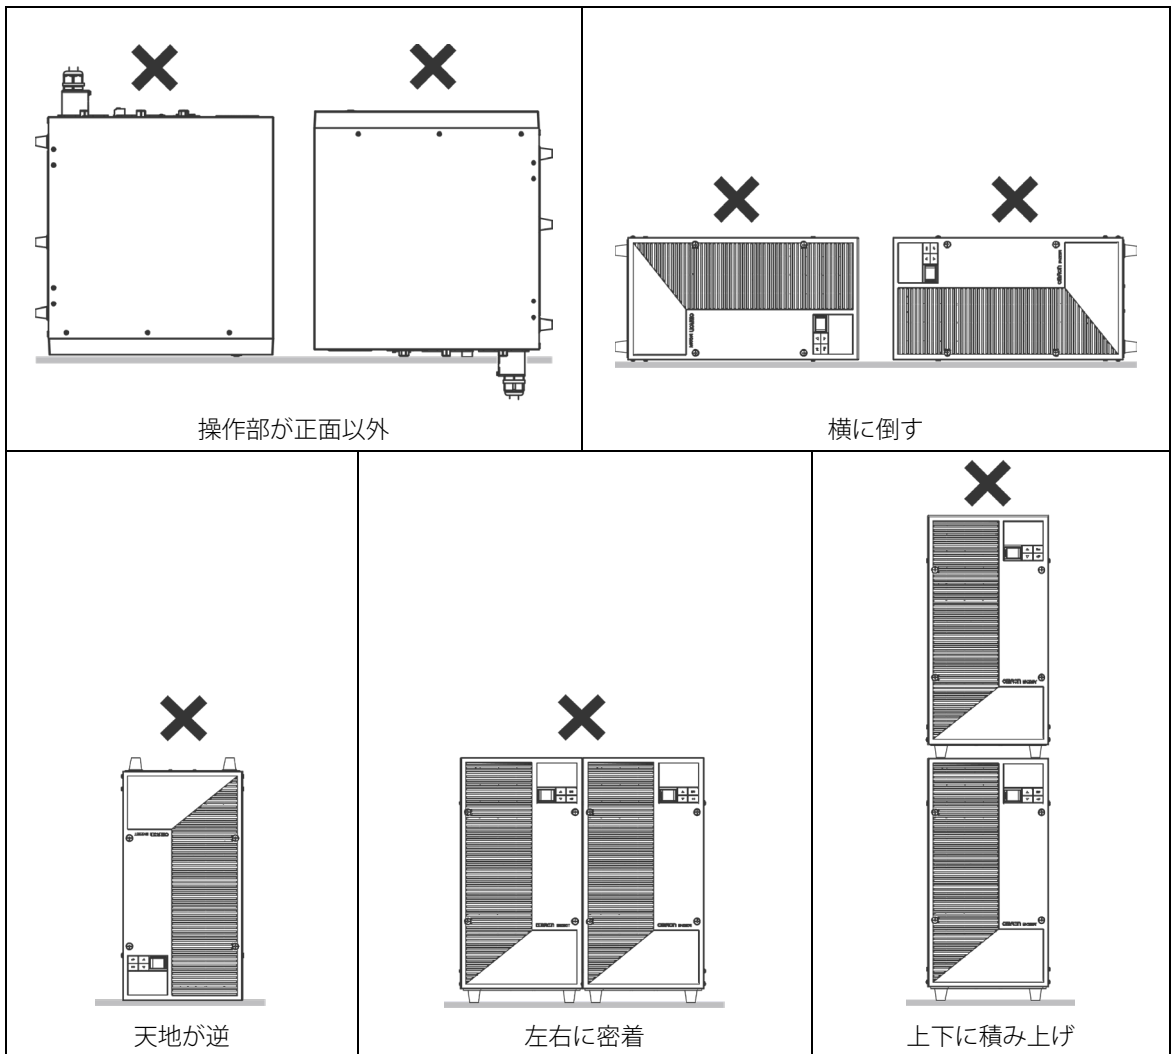 操作部が正面以外
横に倒す
天地が逆
左右に密着
上下に積み上げ